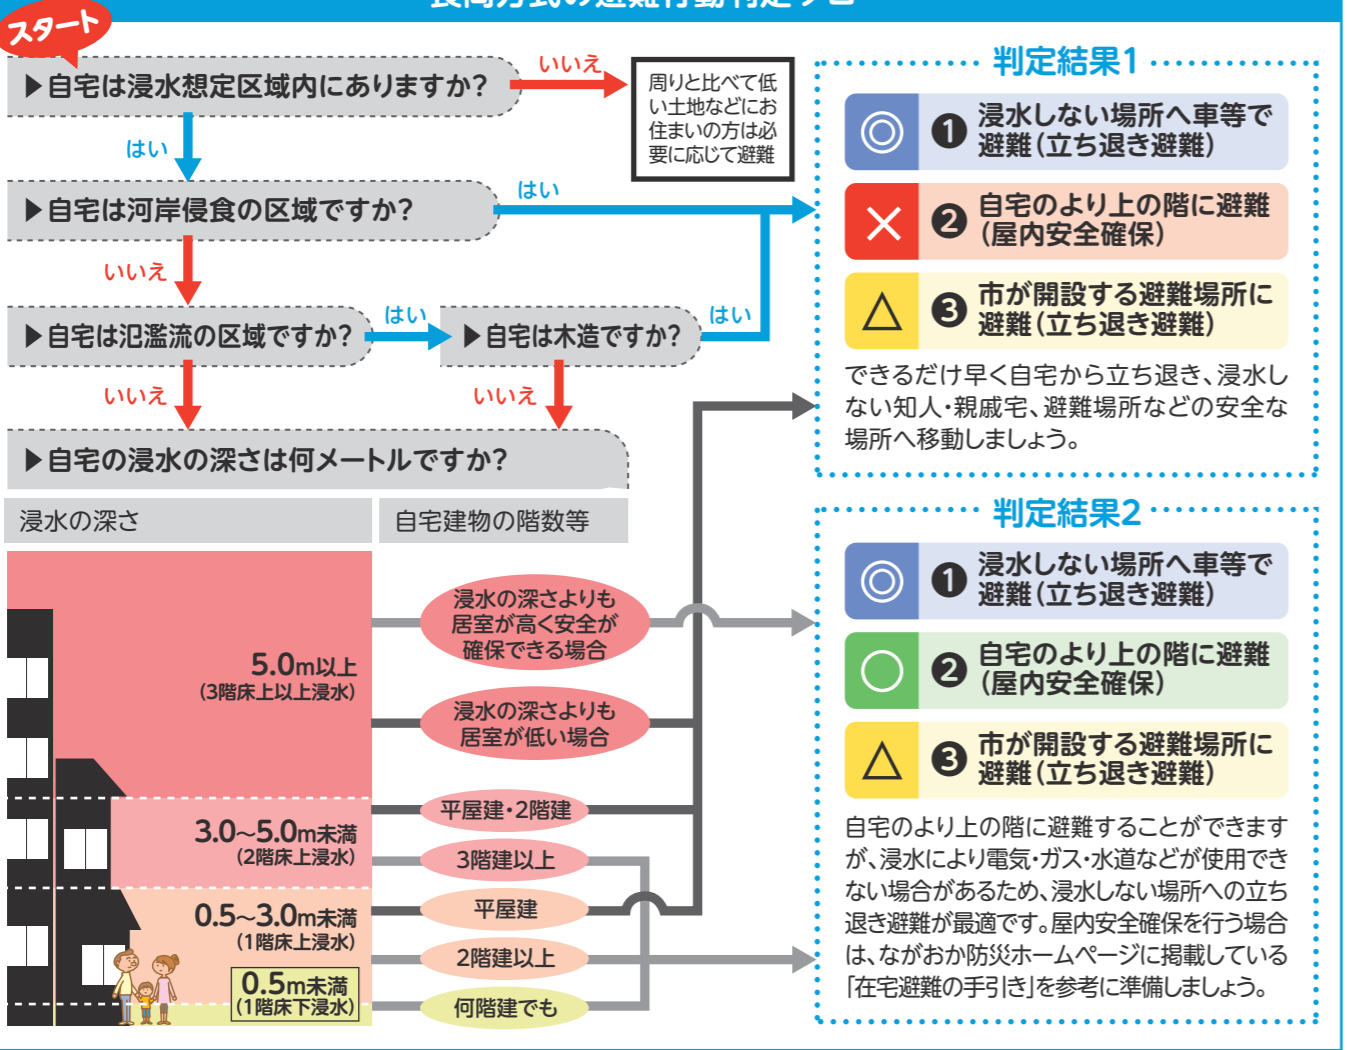 スタート
▶自宅は浸水想定区域内にありますか？
いいえ
周りと比べて低
い土地などにお
住まいの方は必
要に応じて避難
はい
▶自宅は河岸侵食の区域ですか？
はい
いいえ
▶自宅は氾濫流の区域ですか？
はい
▶自宅は木造ですか？
はい
いいえ
いいえ
▶自宅の浸水の深さは何メートルですか？
浸水の深さ
自宅建物の階数等
5.0m以上
(3階床上以上浸水)
浸水の深さよりも
居室が高く安全が
確保できる場合
浸水の深さよりも
居室が低い場合
3.0～5.0m未満
(2階床上浸水)
平屋建・2階建
3階建以上
0.5～3.0m未満
(1階床上浸水)
平屋建
2階建以上
0.5m未満
(1階床下浸水)
何階建でも
判定結果1
◎ ❶ 浸水しない場所へ車等で
避難(立ち退き避難)
× ❷ 自宅のより上の階に避難
(屋内安全確保)
△ ❸ 市が開設する避難場所に
避難(立ち退き避難)
できるだけ早く自宅から立ち退き、浸水し
ない知人・親戚宅、避難場所などの安全な
場所へ移動しましょう。
判定結果2
◎ ❶ 浸水しない場所へ車等で
避難(立ち退き避難)
○ ❷ 自宅のより上の階に避難
(屋内安全確保)
△ ❸ 市が開設する避難場所に
避難(立ち退き避難)
自宅のより上の階に避難することができます
が、浸水により電気・ガス・水道などが使用でき
ない場合があるため、浸水しない場所への立ち
退き避難が最適です。屋内安全確保を行う場合
は、ながおか防災ホームページに掲載している
「在宅避難の手引き」を参考に準備しましょう。